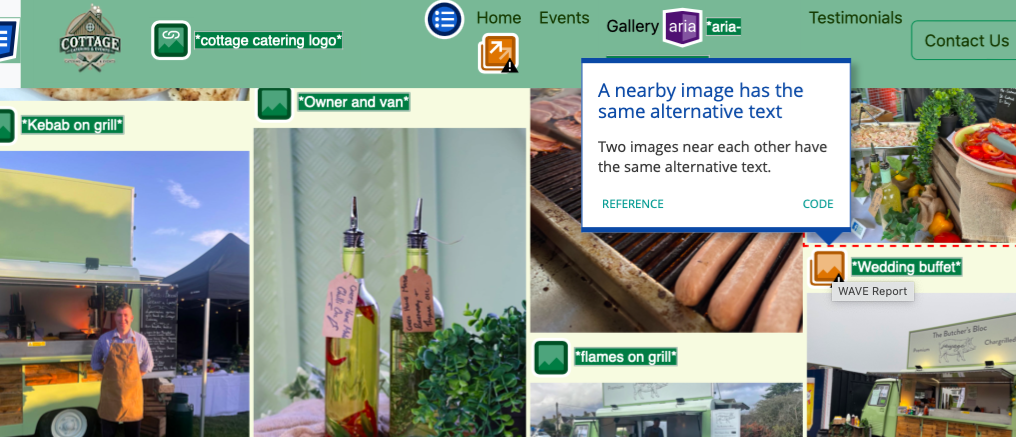 Home
Events
Gallery
aria
*aria-
Testimonials
Contact Us
COTTAGE
CATERING & EVENTS
*cottage catering logo*
A nearby image has the
same alternative text
Two images near each other have
the same alternative text.
REFERENCE
CODE
*Kebab on grill*
*Owner and van*
*flames on grill*
*Wedding buffet*
WAVE Report
The Butcher's Bloc
Premium
Chargrilled